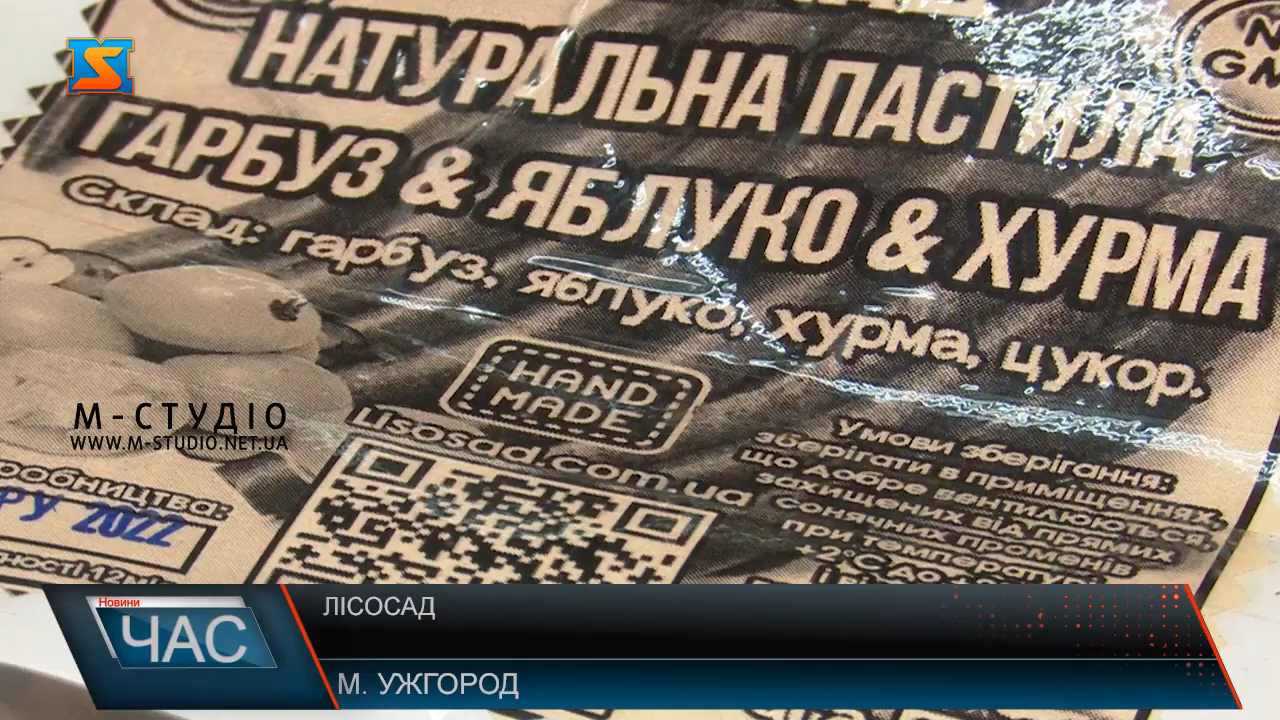 НАТУРАЛЬНА ПАСТИЛА
ГАРБУЗ & ЯБЛУКО & ХУРМА
Склад: гарбуз, яблуко, хурма, цукор.
HAND
MADE
Lisosad.com.ua
Умови зберігання:
зберігати в приміщеннях,
що добре вентилюються,
захищених від прямих
сонячних променів
при температурі
+2°C до
М-СТУДІО
WWW.M-STUDIO.NET.UA
2022
Новини
ЧАС
ЛІСОСАД
М. УЖГОРОД